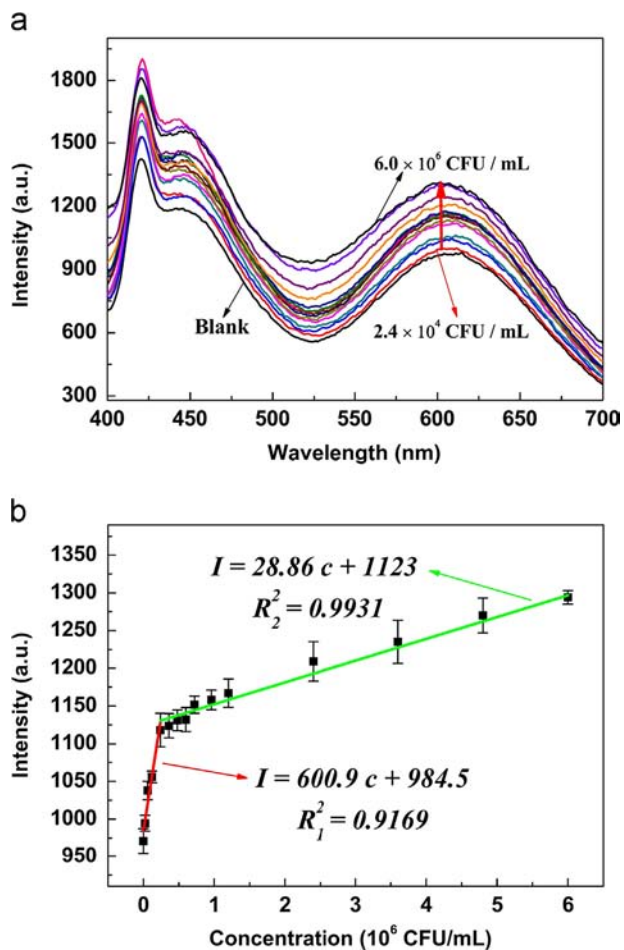 a
1800
1500
1200
900
600
300
Intensity (a.u.)
6.0 × 10⁶ CFU / mL
Blank
2.4 × 10⁴ CFU / mL
400 450 500 550 600 650 700
Wavelength (nm)
b
1350
1300
1250
1200
1150
1100
1050
1000
950
Intensity (a.u.)
I = 28.86 c + 1123
R₂² = 0.9931
I = 600.9 c + 984.5
R₁² = 0.9169
0 1 2 3 4 5 6
Concentration (10⁶ CFU/mL)